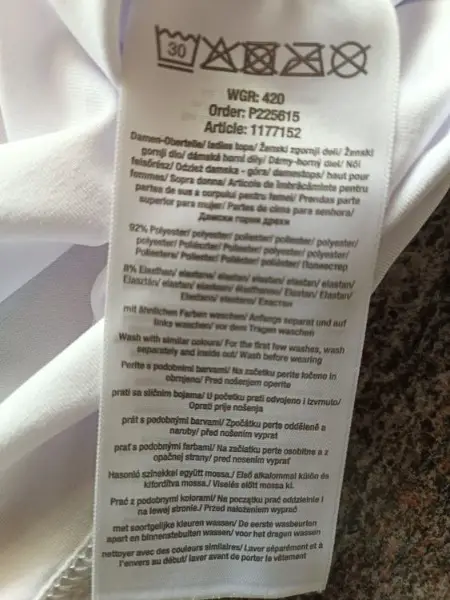 30
WGR: 420
Order: P225615
Article: 1177152
Damen-Oberteile/ ladies tops/ Ženski zgornji deli/ Ženski
gornji dio/ dámská horní díly/ Dámy-horný diel/ Női
felsőrész/ Odzież damska - góra/ damestops/ haut pour
femmes/ Sopra donna/ Articole de îmbrăcăminte pentru
partea de sus a corpului pentru femei/ Prendas parte
superior para mujer/ Partes de cima para senhora/
Дамски горни дрехи
92% Polyester/ polyester/ poliester/ poliester/ polyester/
polyester/ Poliészter/ Poliester/ polyester/ polyester/
Poliestere/ Poliester/ Poliéster/ Poliéster/ Полиестер
8% Elasthan/ elastane/ elastan/ elastan/ elastan/ elastan/
Elasztán/ elastan/ elastaan/ élasthanne/ Elastan/ Elastan/
Elastano/ elastano/ Еластан
mit ähnlichen Farben waschen/ Anfangs separat und auf
links waschen/ vor dem Tragen waschen
Wash with similar colours/ For the first few washes, wash
separately and inside out/ Wash before wearing
Perite s podobnimi barvami/ Na začetku perite ločeno in
obrnjeno/ Pred nošenjem operite
prati sa sličnim bojama/ U početku prati odvojeno i izvrnuto/
Oprati prije nošenja
prát s podobnými barvami/ Zpočátku perte odděleně a
naruby/ před nošením vyprat
prať s podobnými farbami/ Na začiatku perte osobitne a z
opačnej strany/ pred nosením vyprať
Hasonló színekkel együtt mossa./ Első alkalommal külön és
kifordítva mossa./ Viselés előtt mossa ki.
Prać z podobnymi kolorami/ Na początku prać oddzielnie i
na lewej stronie./ Przed nałożeniem wyprać
met soortgelijke kleuren wassen/ De eerste wasbeurten
apart en binnenstebuiten wassen/ voor het dragen wassen
nettoyer avec des couleurs similaires/ Laver séparément et à
l'envers au début/ laver avant de porter le vêtement